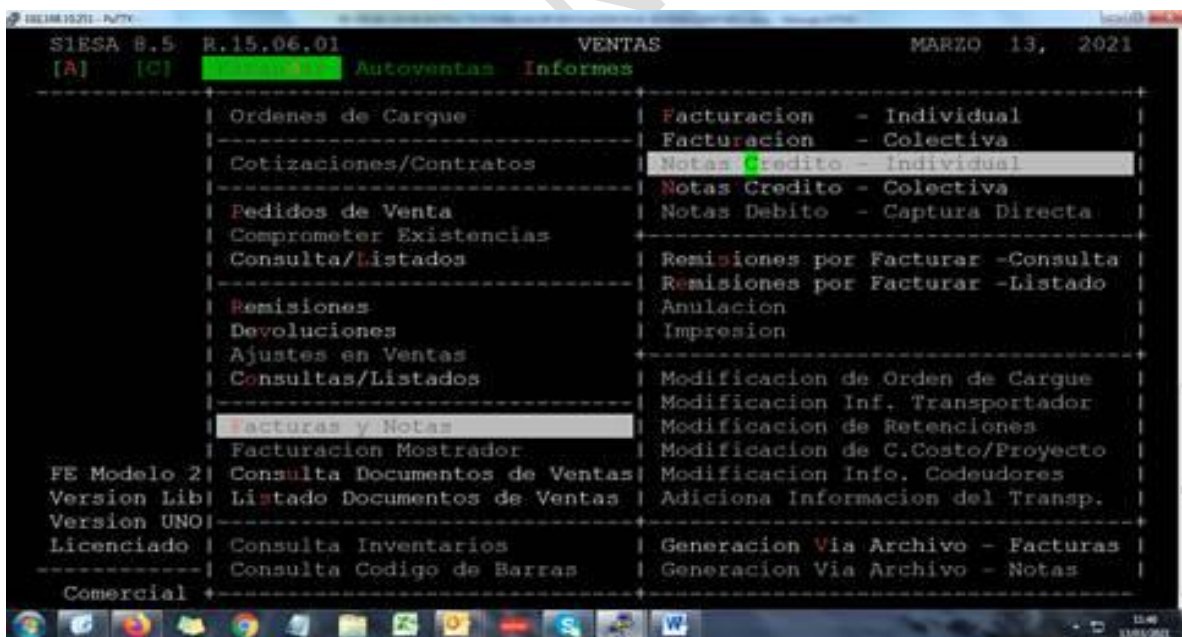 S1ESA 8.5 R.15.06.01 VENTAS MARZO 13, 2021
[A] [C] Autoventas Informes
Ordenes de Cargue
Cotizaciones/Contratos
Pedidos de Venta
Comprometer Existencias
Consulta/Listados
Remisiones
Devoluciones
Ajustes en Ventas
Consultas/Listados
Facturas y Notas
Facturacion Mostrador
Consulta Documentos de Ventas
Listado Documentos de Ventas
Consulta Inventarios
Consulta Codigo de Barras
Facturacion - Individual
Facturacion - Colectiva
Notas Credito - Individual
Notas Credito - Colectiva
Notas Debito - Captura Directa
Remisiones por Facturar -Consulta
Remisiones por Facturar -Listado
Anulacion
Impresion
Modificacion de Orden de Cargue
Modificacion Inf. Transportador
Modificacion de Retenciones
Modificacion de C.Costo/Proyecto
Modificacion Info. Codeudores
Adiciona Informacion del Transp.
Generacion Via Archivo - Facturas
Generacion Via Archivo - Notas
FE Modelo 2
Version Lib
Version UNO
Licenciado
Comercial